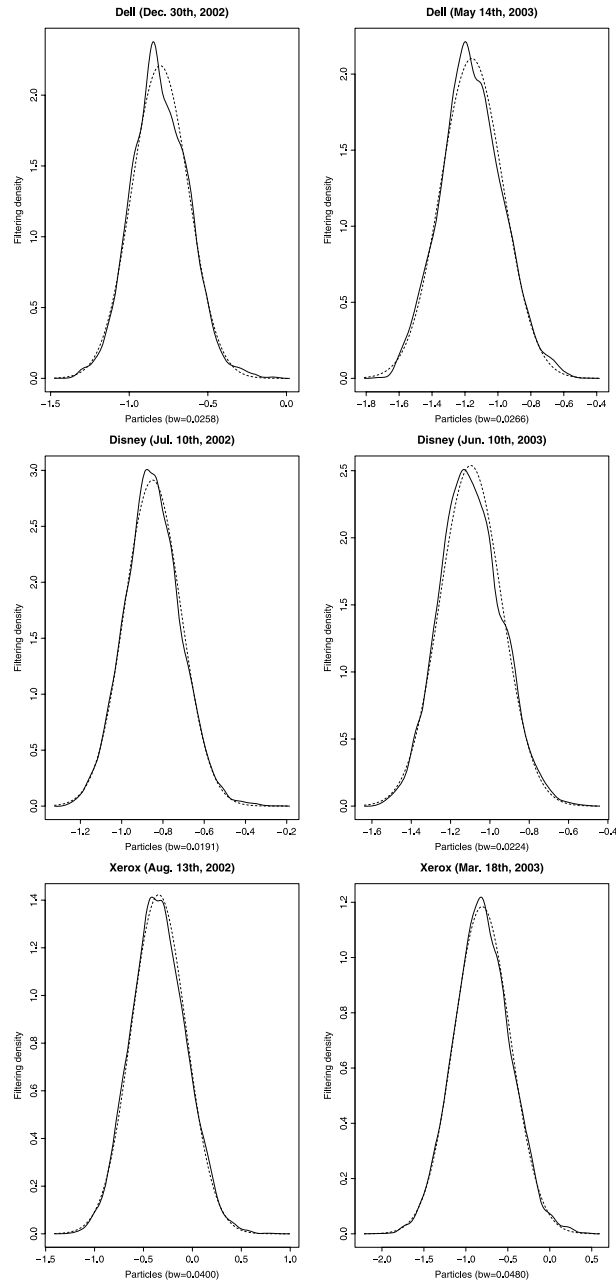 Dell (Dec. 30th, 2002)
Filtering density
0.0 0.5 1.0 1.5 2.0
−1.5 −1.0 −0.5 0.0
Particles (bw=0.0258)
Dell (May 14th, 2003)
Filtering density
0.0 0.5 1.0 1.5 2.0
−1.8 −1.6 −1.4 −1.2 −1.0 −0.8 −0.6 −0.4
Particles (bw=0.0266)
Disney (Jul. 10th, 2002)
Filtering density
0.0 0.5 1.0 1.5 2.0 2.5 3.0
−1.2 −1.0 −0.8 −0.6 −0.4 −0.2
Particles (bw=0.0191)
Disney (Jun. 10th, 2003)
Filtering density
0.0 0.5 1.0 1.5 2.0 2.5
−1.6 −1.4 −1.2 −1.0 −0.8 −0.6 −0.4
Particles (bw=0.0224)
Xerox (Aug. 13th, 2002)
Filtering density
0.0 0.2 0.4 0.6 0.8 1.0 1.2 1.4
−1.5 −1.0 −0.5 0.0 0.5 1.0
Particles (bw=0.0400)
Xerox (Mar. 18th, 2003)
Filtering density
0.0 0.2 0.4 0.6 0.8 1.0 1.2
−2.0 −1.5 −1.0 −0.5 0.0 0.5
Particles (bw=0.0480)